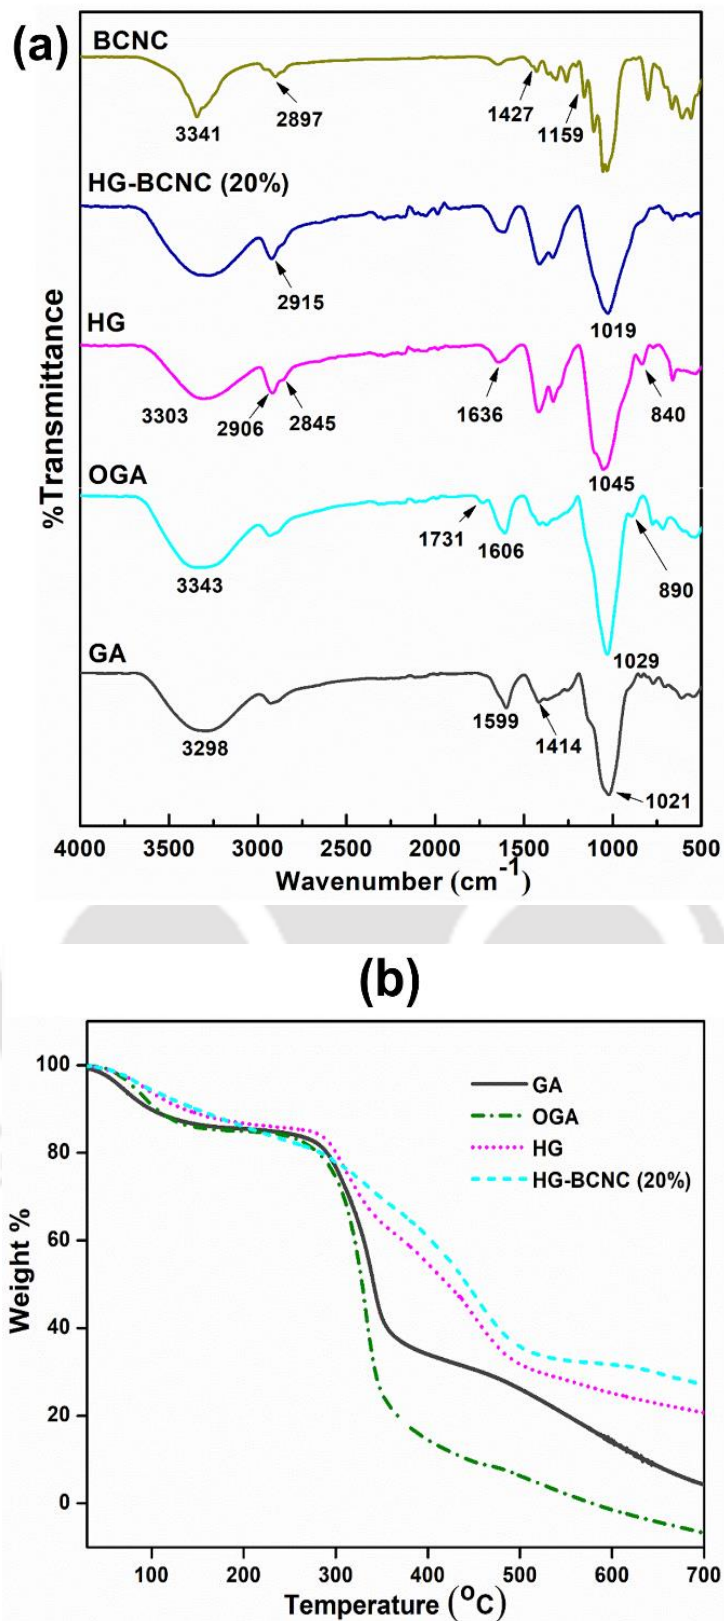 (a)
BCNC
3341
2897
1427
1159
HG-BCNC (20%)
2915
1019
HG
3303
2906
2845
1636
1045
840
OGA
3343
1731
1606
1029
890
GA
3298
1599
1414
1021
%Transmittance
4000 3500 3000 2500 2000 1500 1000 500
Wavenumber (cm⁻¹)
(b)
GA
OGA
HG
HG-BCNC (20%)
100
80
60
40
20
0
Weight %
100 200 300 400 500 600 700
Temperature (°C)